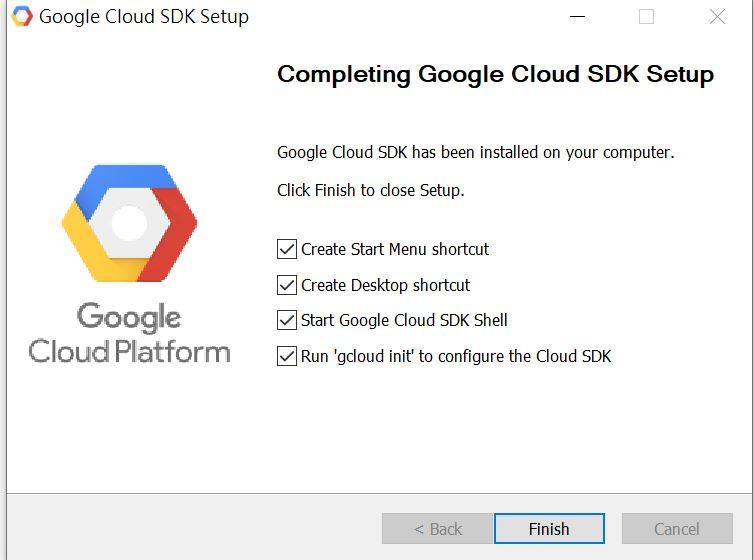 Google Cloud SDK Setup
Completing Google Cloud SDK Setup
Google Cloud SDK has been installed on your computer.
Click Finish to close Setup.
Create Start Menu shortcut
Create Desktop shortcut
Start Google Cloud SDK Shell
Run 'gcloud init' to configure the Cloud SDK
Google
Cloud Platform
< Back
Finish
Cancel